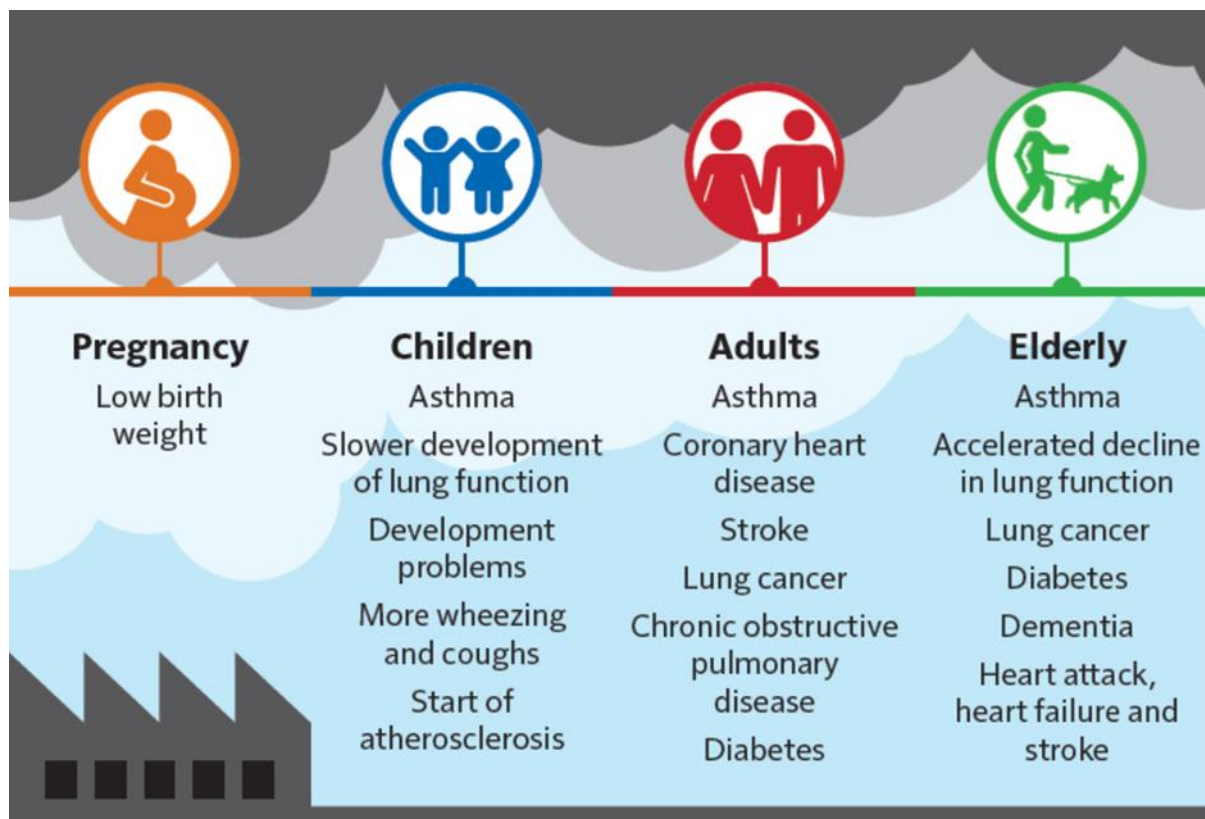 Pregnancy
Low birth
weight
Children
Asthma
Slower development
of lung function
Development
problems
More wheezing
and coughs
Start of
atherosclerosis
Adults
Asthma
Coronary heart
disease
Stroke
Lung cancer
Chronic obstructive
pulmonary
disease
Diabetes
Elderly
Asthma
Accelerated decline
in lung function
Lung cancer
Diabetes
Dementia
Heart attack,
heart failure and
stroke